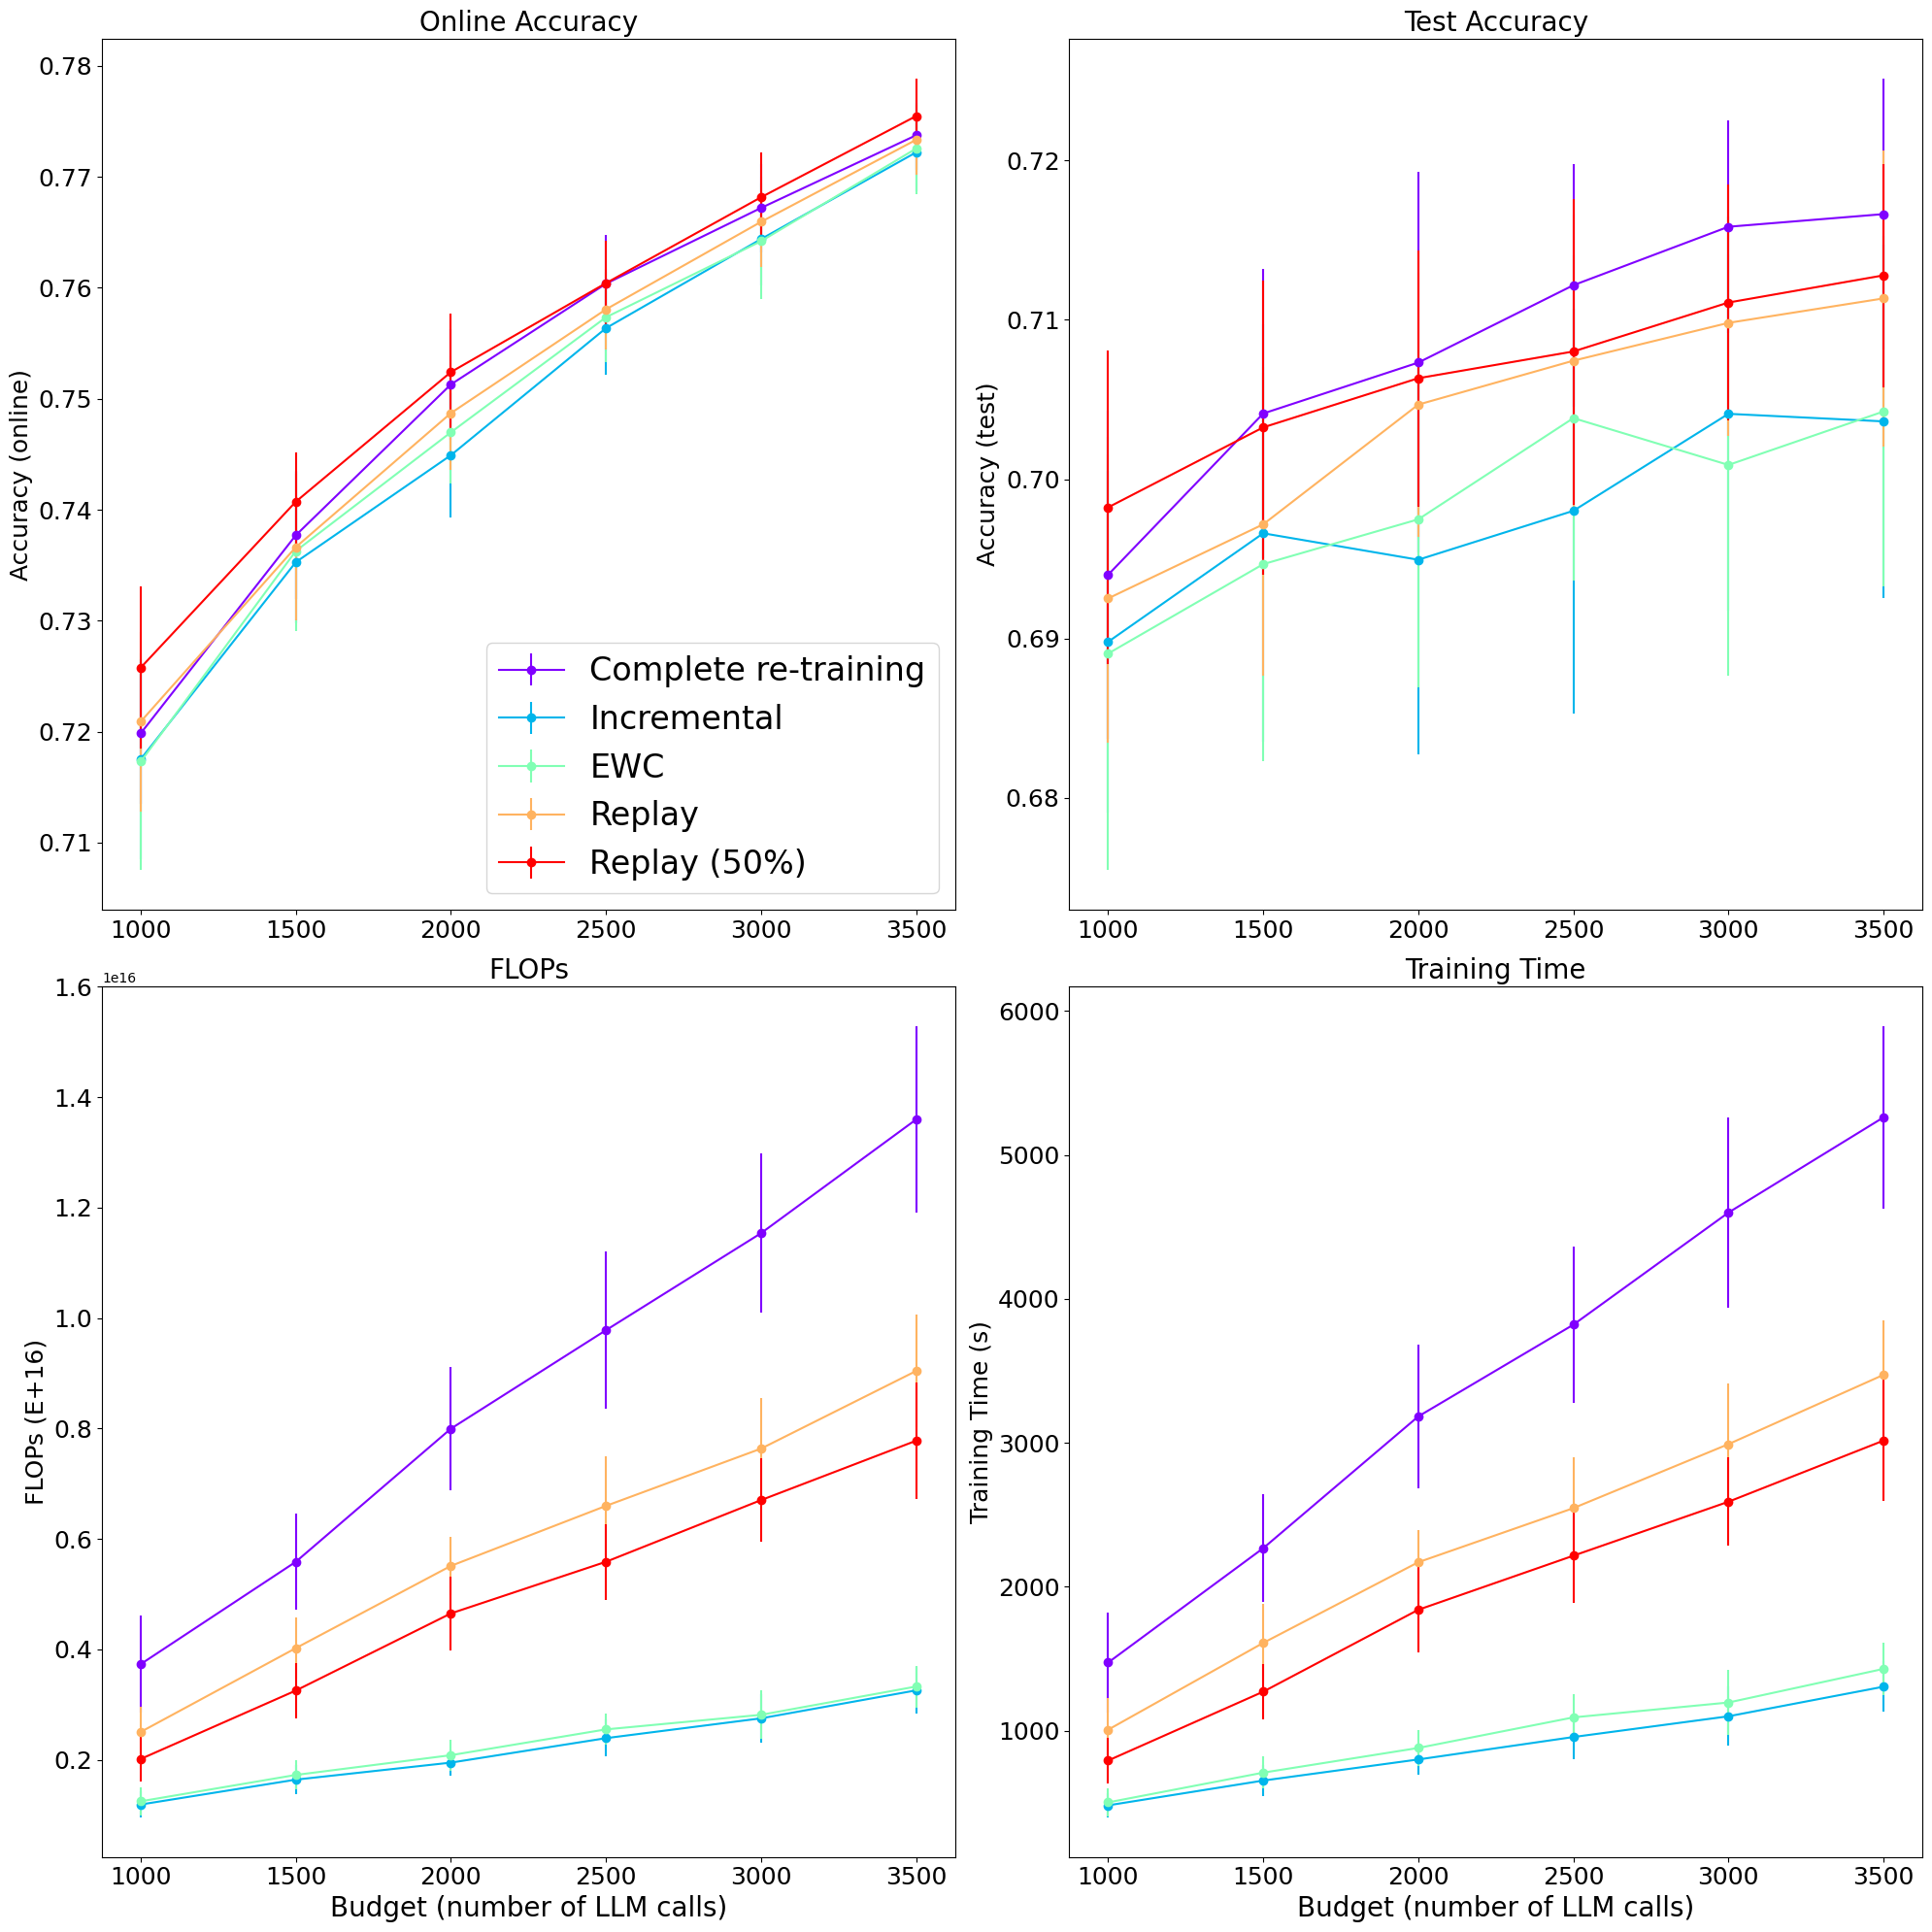 Online Accuracy
Accuracy (online)
0.78
0.77
0.76
0.75
0.74
0.73
0.72
0.71
1000 1500 2000 2500 3000 3500
Complete re-training
Incremental
EWC
Replay
Replay (50%)
Test Accuracy
Accuracy (test)
0.72
0.71
0.70
0.69
0.68
1000 1500 2000 2500 3000 3500
FLOPs
1e16
FLOPs (E+16)
1.6
1.4
1.2
1.0
0.8
0.6
0.4
0.2
1000 1500 2000 2500 3000 3500
Budget (number of LLM calls)
Training Time
Training Time (s)
6000
5000
4000
3000
2000
1000
1000 1500 2000 2500 3000 3500
Budget (number of LLM calls)